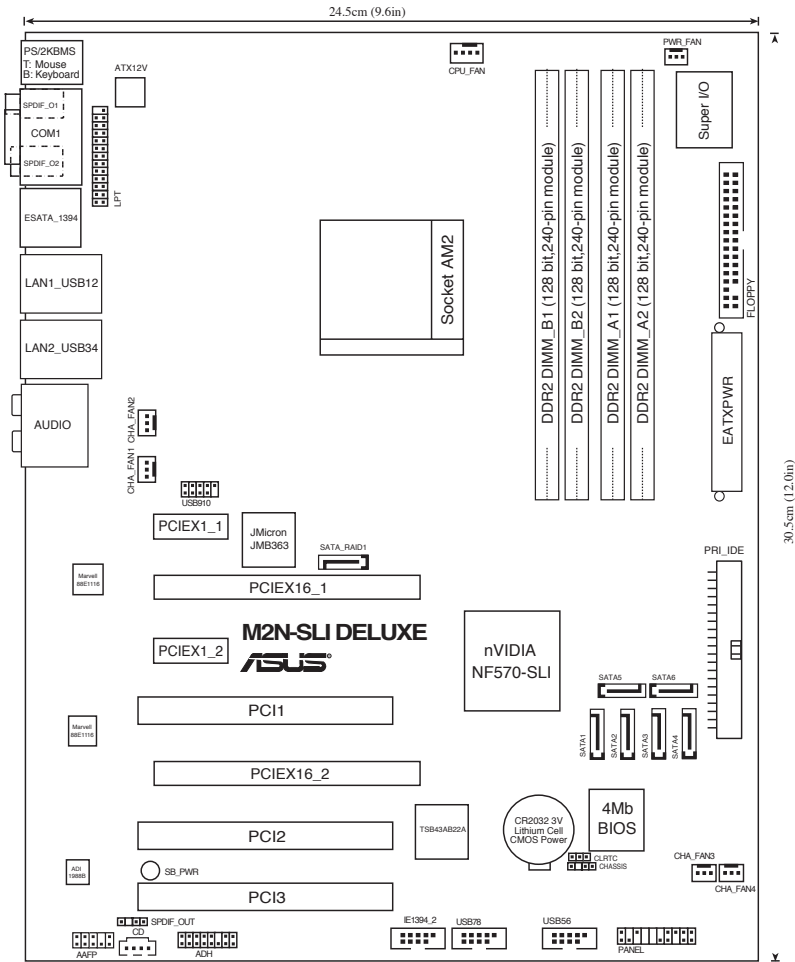 24.5cm (9.6in)
PS/2KBMS
T: Mouse
B: Keyboard
ATX12V
CPU_FAN
PWR_FAN
Super I/O
SPDIF_O1
COM1
SPDIF_O2
LPT
ESATA_1394
LAN1_USB12
LAN2_USB34
AUDIO
Socket AM2
DDR2 DIMM_B1 (128 bit,240-pin module)
DDR2 DIMM_B2 (128 bit,240-pin module)
DDR2 DIMM_A1 (128 bit,240-pin module)
DDR2 DIMM_A2 (128 bit,240-pin module)
FLOPPY
EATXPWR
30.5cm (12.0in)
CHA_FAN2
CHA_FAN1
USB910
PCIEX1_1
JMicron
JMB363
SATA_RAID1
PRI_IDE
Marvell
88E1116
PCIEX16_1
M2N-SLI DELUXE
ASUS
PCIEX1_2
nVIDIA
NF570-SLI
SATA5
SATA6
SATA1
SATA2
SATA3
SATA4
PCI1
Marvell
88E1116
PCIEX16_2
TSB43AB22A
CR2032 3V
Lithium Cell
CMOS Power
4Mb
BIOS
PCI2
CLRTC
CHASSIS
CHA_FAN3
CHA_FAN4
ADI
1988B
SB_PWR
PCI3
SPDIF_OUT
CD
AAFP
ADH
IE1394_2
USB78
USB56
PANEL